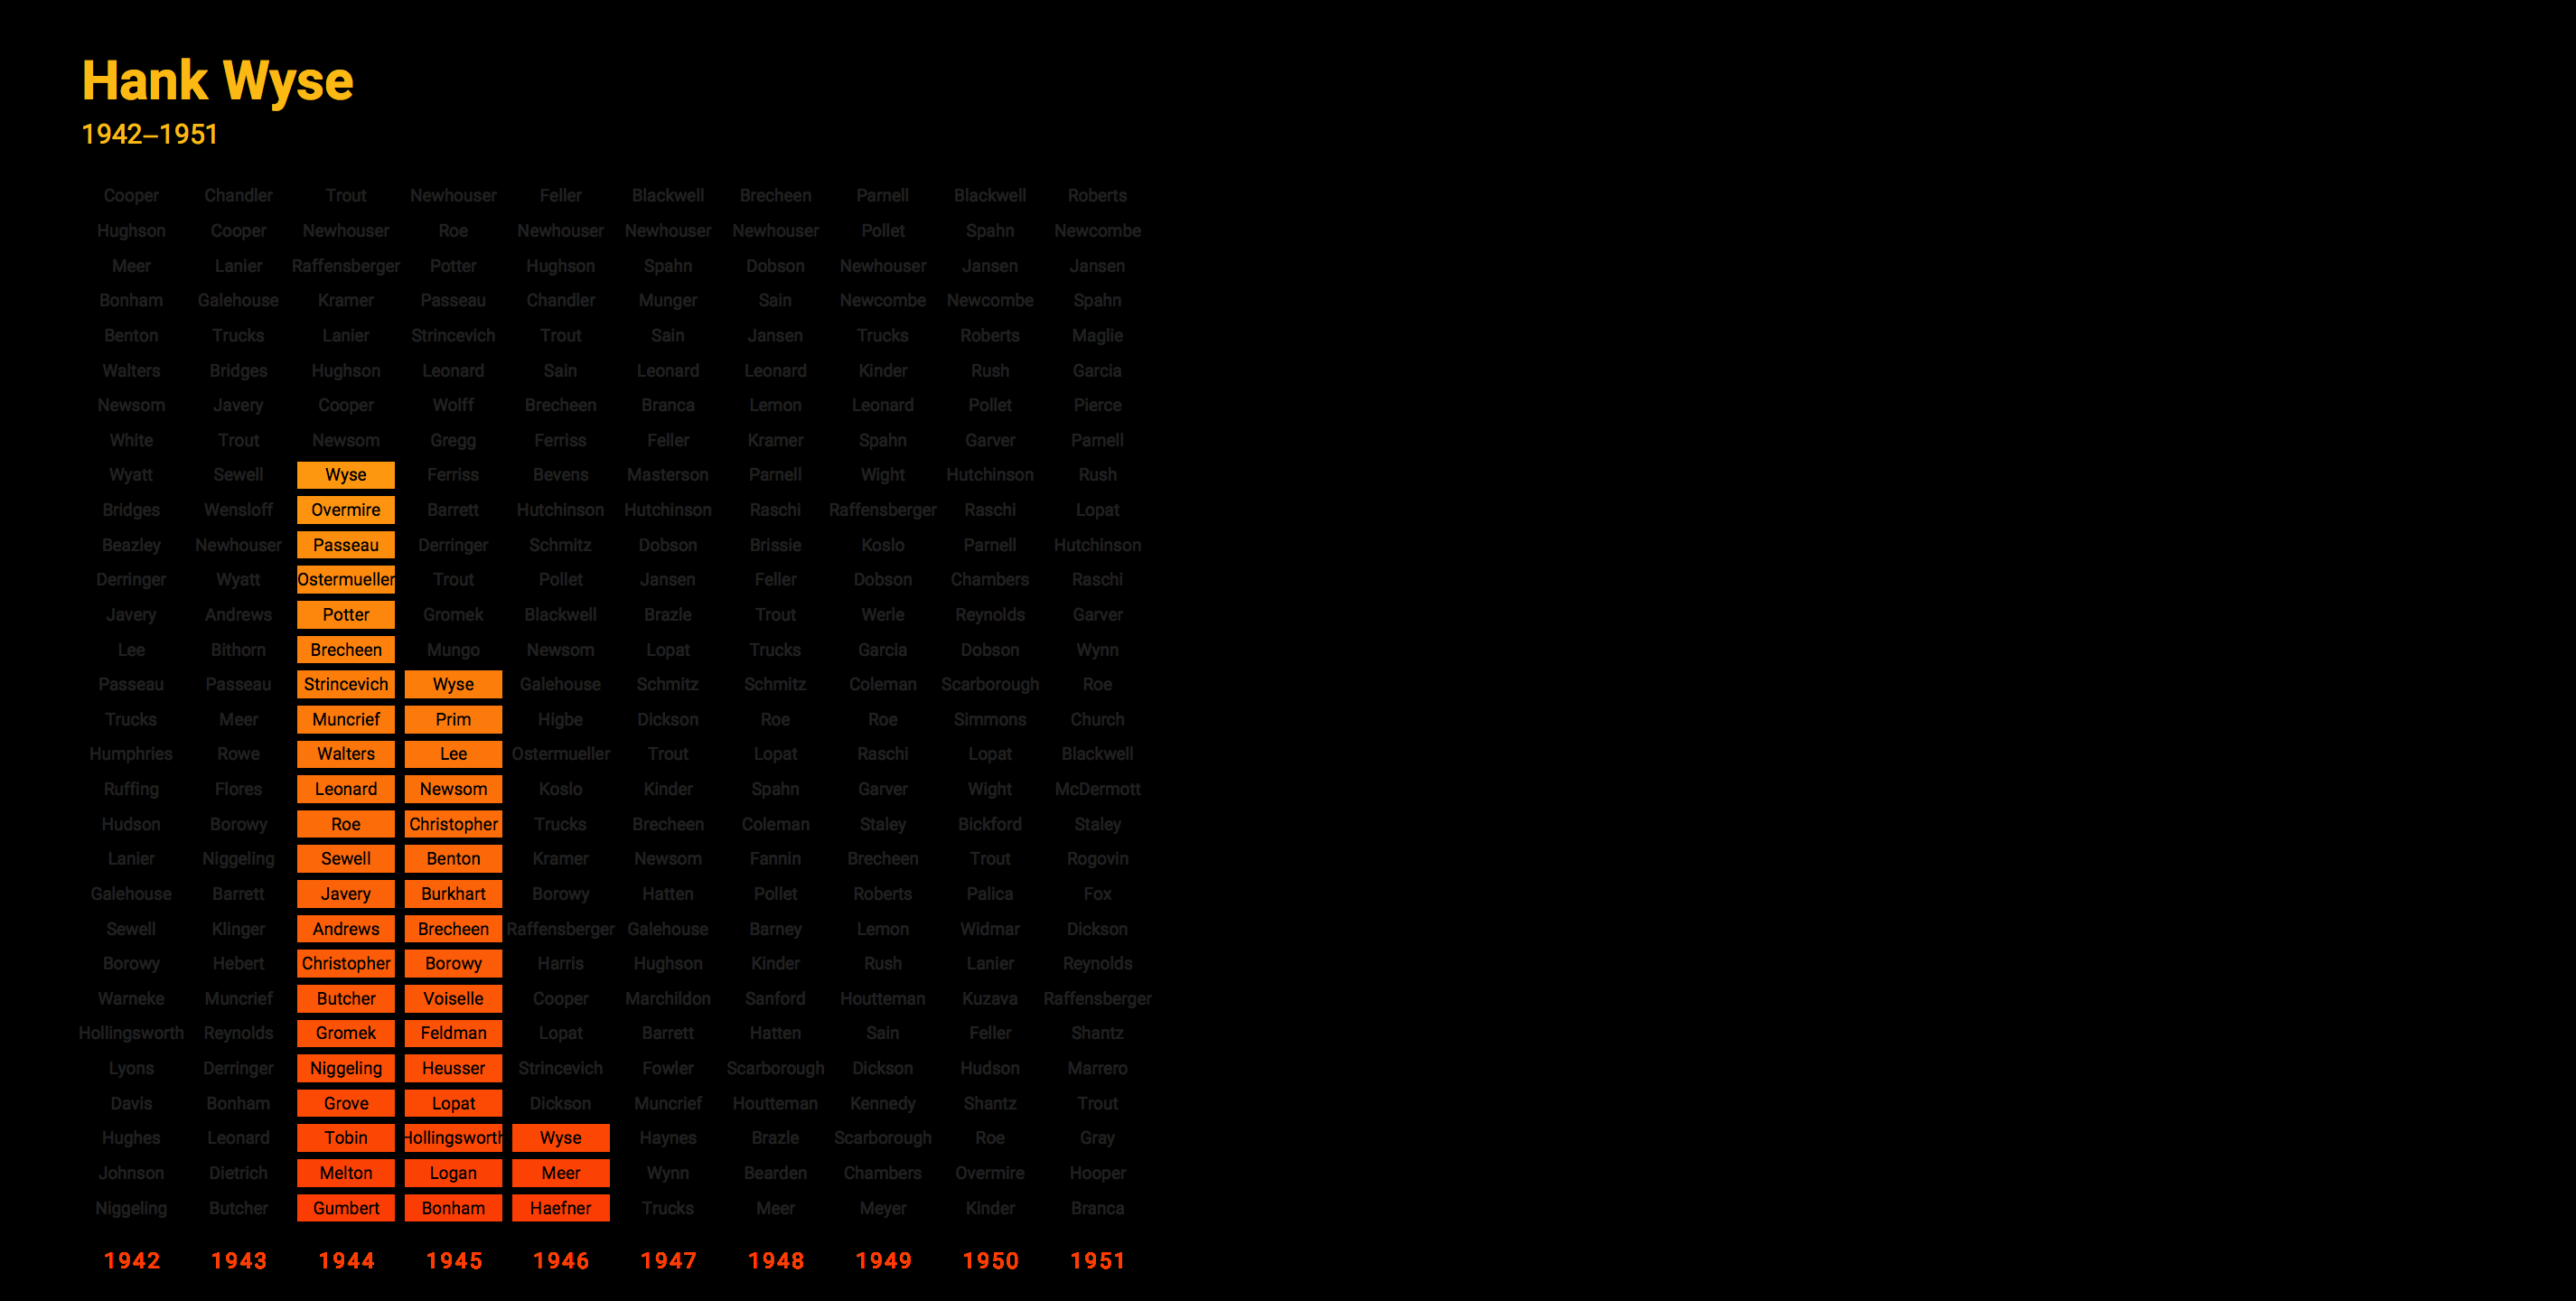 Hank Wyse
1942–1951
Cooper Chandler Trout Newhouser Feller Blackwell Brecheen Parnell Blackwell Roberts
Hughson Cooper Newhouser Roe Newhouser Newhouser Newhouser Pollet Spahn Newcombe
Meer Lanier Raffensberger Potter Hughson Spahn Dobson Newhouser Jansen Jansen
Bonham Galehouse Kramer Passeau Chandler Munger Sain Newcombe Newcombe Spahn
Benton Trucks Lanier Strincevich Trout Sain Jansen Trucks Roberts Maglie
Walters Bridges Hughson Leonard Sain Leonard Leonard Kinder Rush Garcia
Newsom Javery Cooper Wolff Brecheen Branca Lemon Leonard Pollet Pierce
White Trout Newsom Gregg Ferriss Feller Kramer Spahn Garver Parnell
Wyatt Sewell Wyse Ferriss Bevens Masterson Parnell Wight Hutchinson Rush
Bridges Wensloff Overmire Barrett Hutchinson Hutchinson Raschi Raffensberger Raschi Lopat
Beazley Newhouser Passeau Derringer Schmitz Dobson Brissie Koslo Parnell Hutchinson
Derringer Wyatt Ostermueller Trout Pollet Jansen Feller Dobson Chambers Raschi
Javery Andrews Potter Gromek Blackwell Brazle Trout Werle Reynolds Garver
Lee Bithorn Brecheen Mungo Newsom Lopat Trucks Garcia Dobson Wynn
Passeau Passeau Strincevich Wyse Galehouse Schmitz Schmitz Coleman Scarborough Roe
Trucks Meer Muncrief Prim Higbe Dickson Roe Roe Simmons Church
Humphries Rowe Walters Lee Ostermueller Trout Lopat Raschi Lopat Blackwell
Ruffing Flores Leonard Newsom Koslo Kinder Spahn Garver Wight McDermott
Hudson Borowy Roe Christopher Trucks Brecheen Coleman Staley Bickford Staley
Lanier Niggeling Sewell Benton Kramer Newsom Fannin Brecheen Trout Rogovin
Galehouse Barrett Javery Burkhart Borowy Hatten Pollet Roberts Palica Fox
Sewell Klinger Andrews Brecheen Raffensberger Galehouse Barney Lemon Widmar Dickson
Borowy Hebert Christopher Borowy Harris Hughson Kinder Rush Lanier Reynolds
Warneke Muncrief Butcher Voiselle Cooper Marchildon Sanford Houtteman Kuzava Raffensberger
Hollingsworth Reynolds Gromek Feldman Lopat Barrett Hatten Sain Feller Shantz
Lyons Derringer Niggeling Heusser Strincevich Fowler Scarborough Dickson Hudson Marrero
Davis Bonham Grove Lopat Dickson Muncrief Houtteman Kennedy Shantz Trout
Hughes Leonard Tobin Hollingsworth Wyse Haynes Brazle Scarborough Roe Gray
Johnson Dietrich Melton Logan Meer Wynn Bearden Chambers Overmire Hooper
Niggeling Butcher Gumbert Bonham Haefner Trucks Meer Meyer Kinder Branca
1942 1943 1944 1945 1946 1947 1948 1949 1950 1951